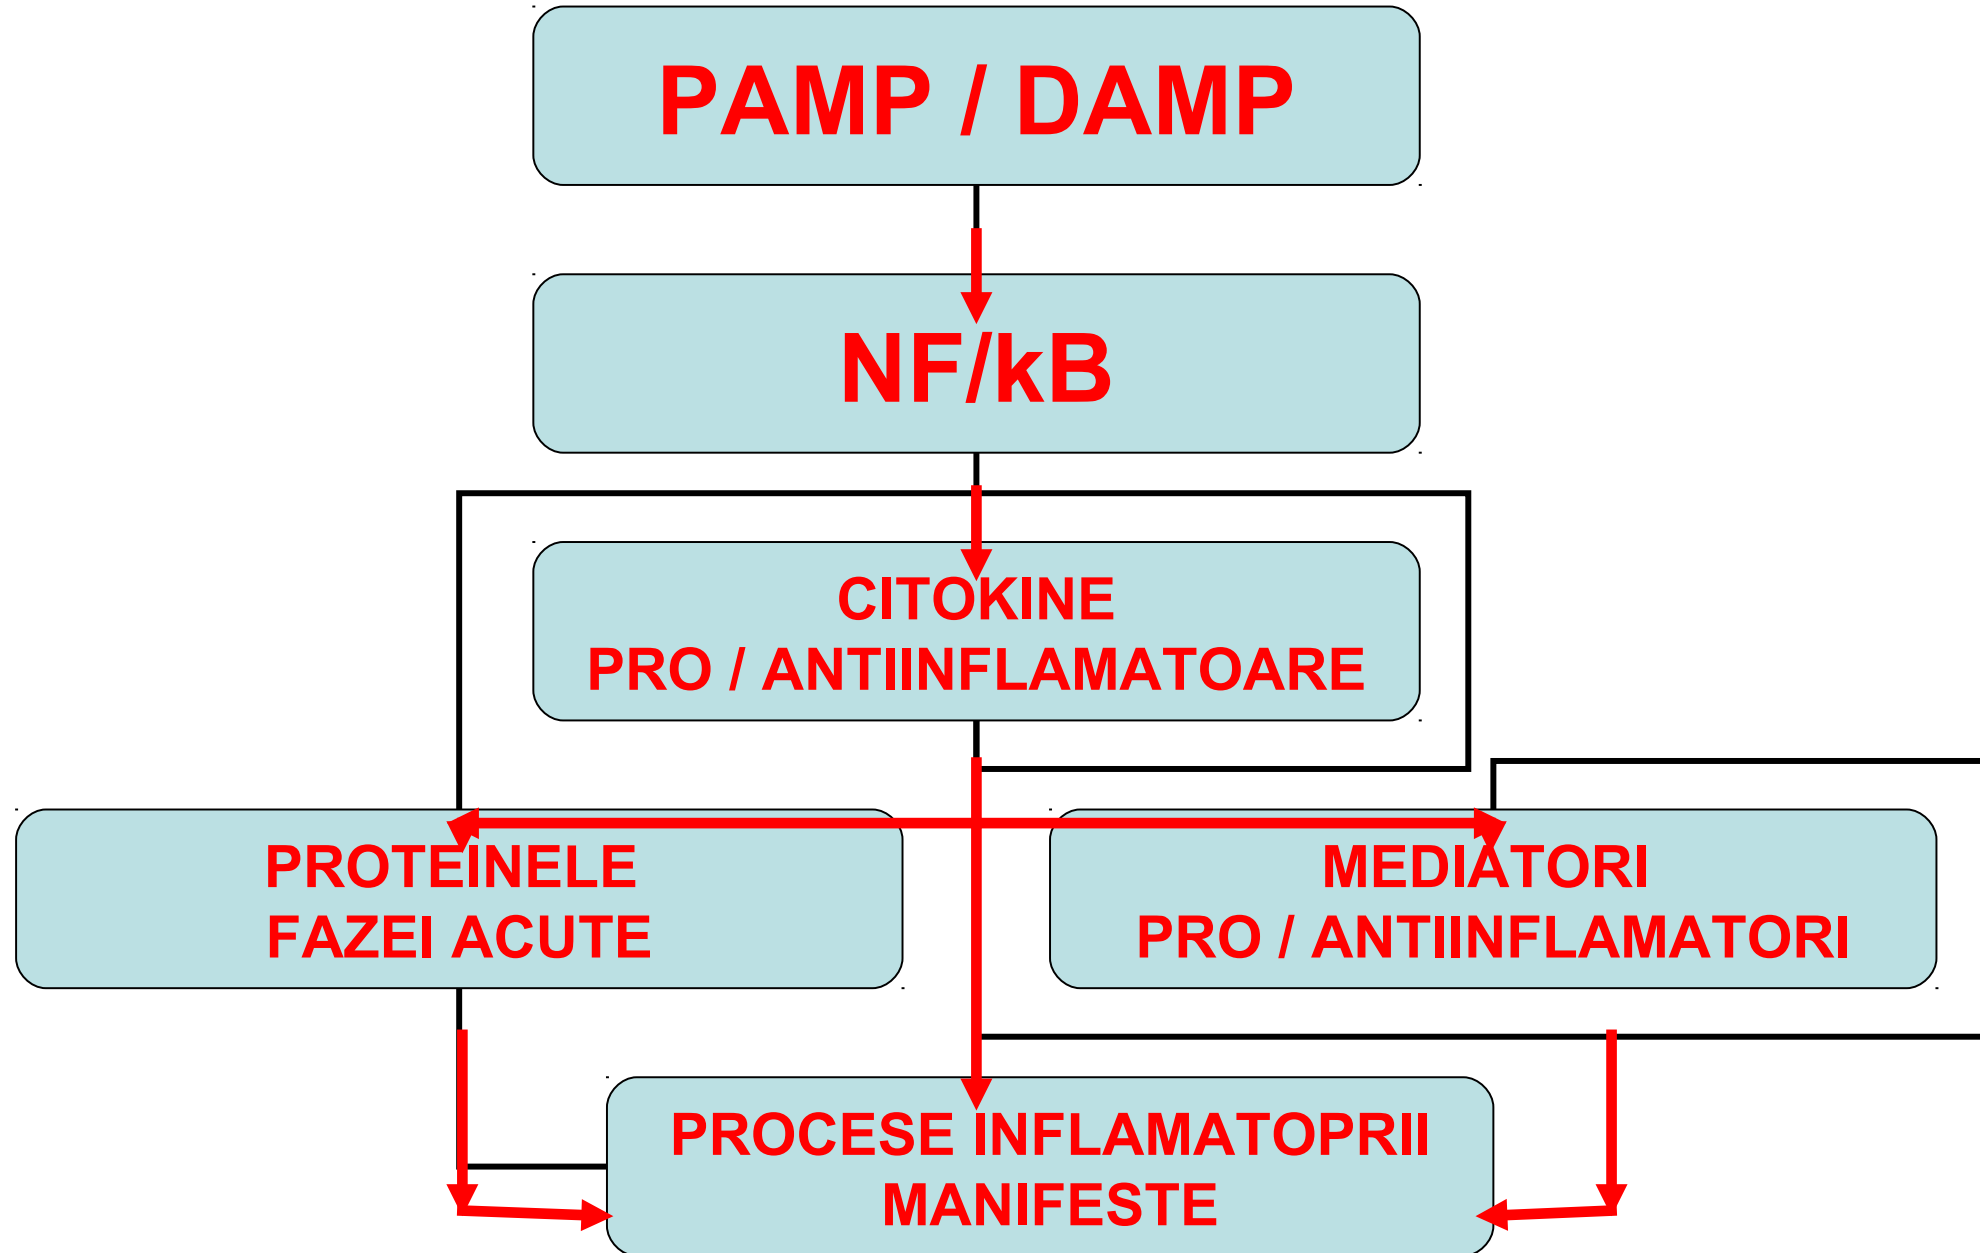 PAMP / DAMP
NF/kB
CITOKINE
PRO / ANTIINFLAMATOARE
PROTEINELE
FAZEI ACUTE
MEDIATORI
PRO / ANTIINFLAMATORI
PROCESE INFLAMATOPRII
MANIFESTE